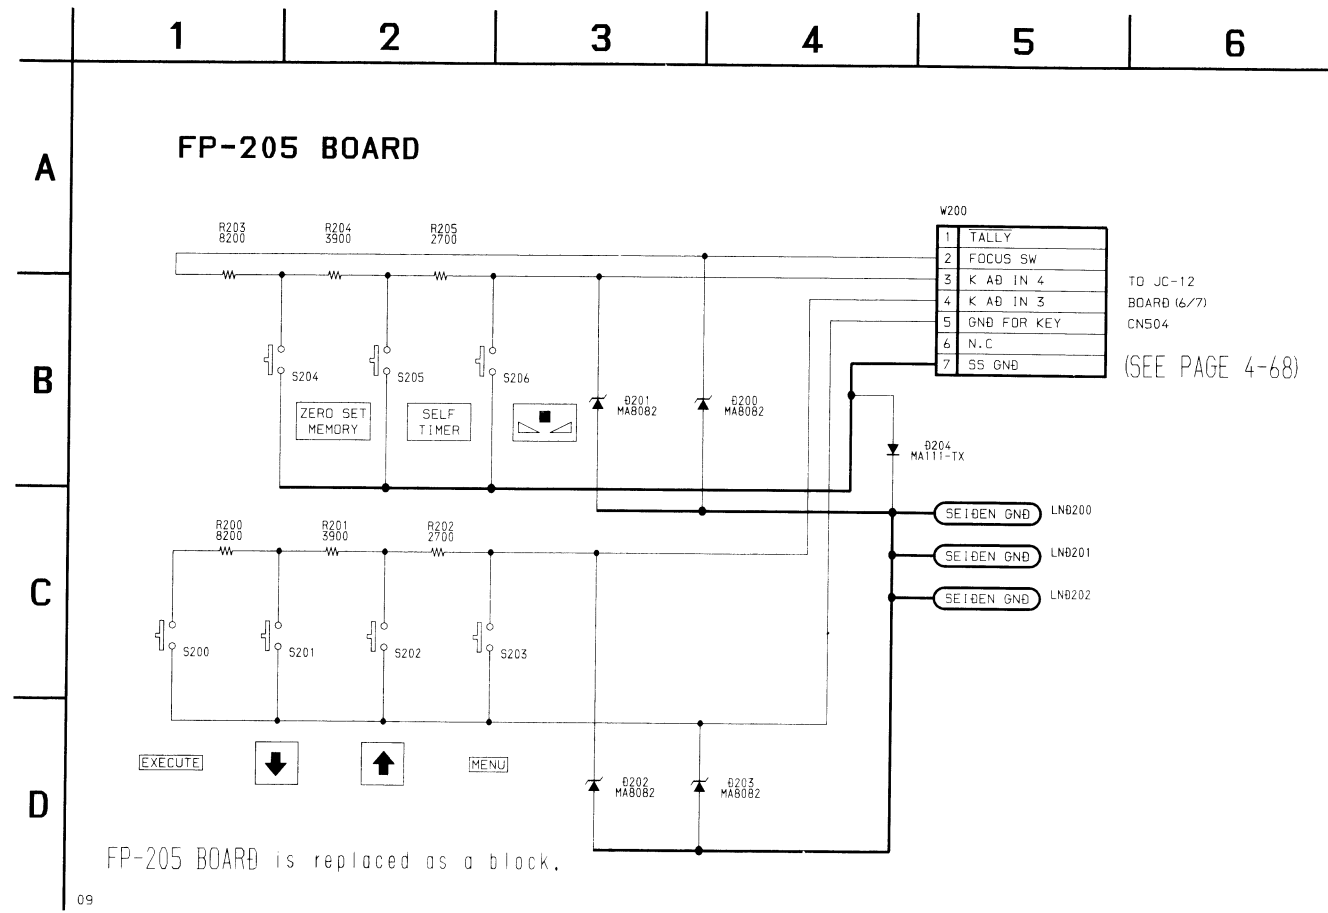 1 2 3 4 5 6
A
B
C
D
FP-205 BOARD
R203
8200
R204
3900
R205
2700
W200
1 TALLY
2 FOCUS SW
3 K AD IN 4
4 K AD IN 3
5 GND FOR KEY
6 N.C
7 SS GND
TO JC-12
BOARD (6/7)
CN504
(SEE PAGE 4-68)
S204
S205
S206
ZERO SET
MEMORY
SELF
TIMER
D201
MA8082
D200
MA8082
D204
MA111-TX
SEIDEN GND LND200
SEIDEN GND LND201
SEIDEN GND LND202
R200
8200
R201
3900
R202
2700
S200
S201
S202
S203
EXECUTE
MENU
D202
MA8082
D203
MA8082
FP-205 BOARD is replaced as a block.
09